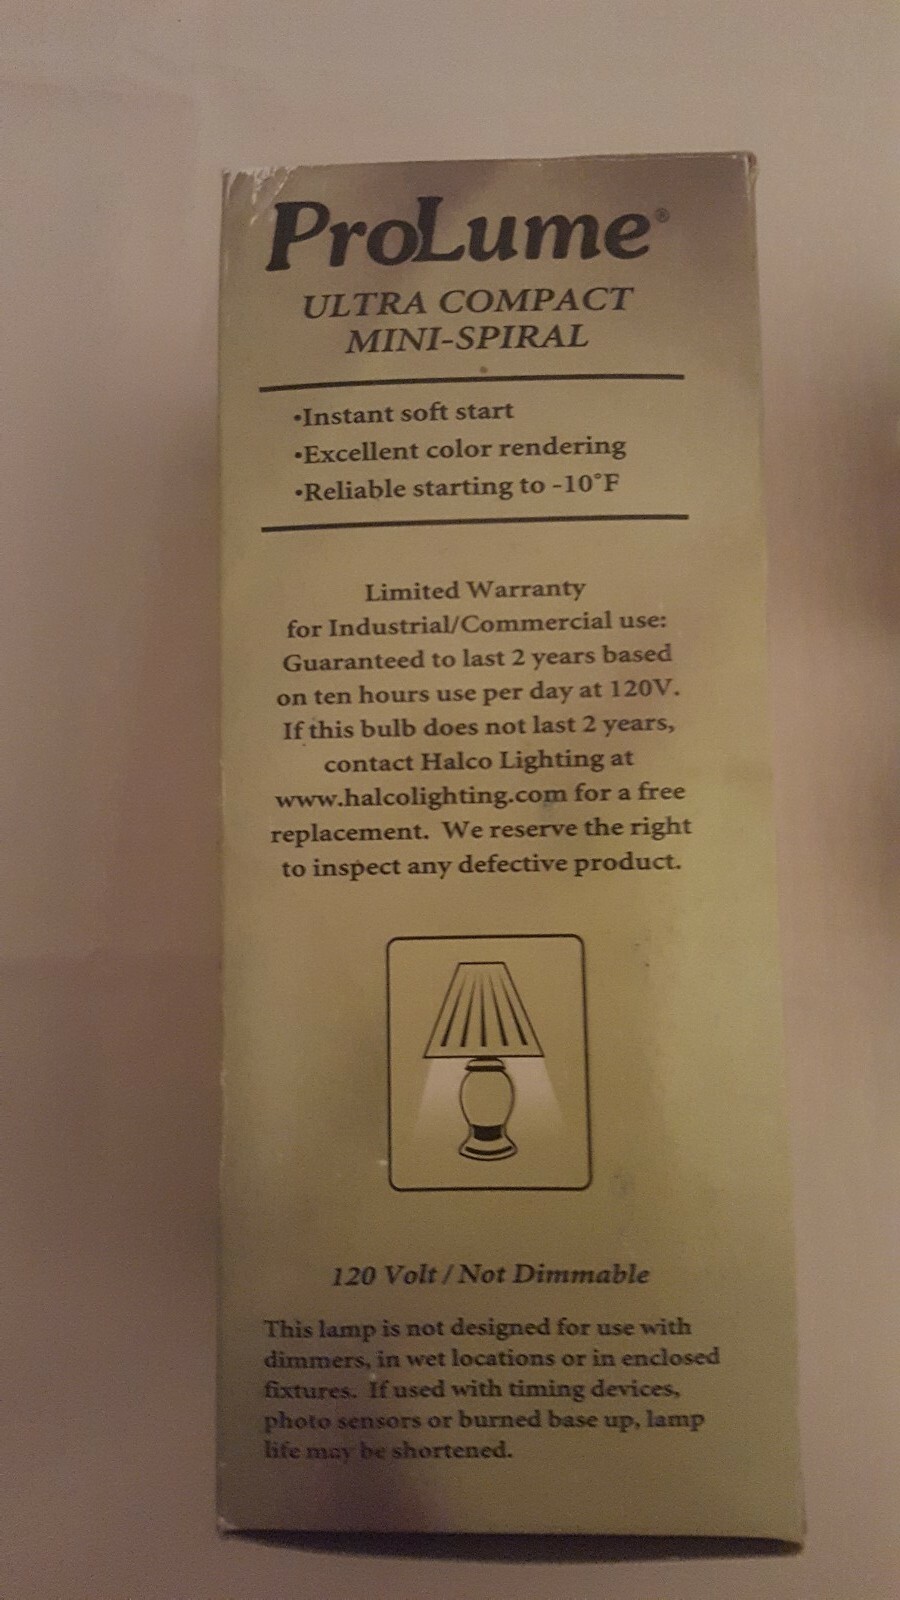 ProLume®
ULTRA COMPACT
MINI-SPIRAL
•Instant soft start
•Excellent color rendering
•Reliable starting to -10°F
Limited Warranty
for Industrial/Commercial use:
Guaranteed to last 2 years based
on ten hours use per day at 120V.
If this bulb does not last 2 years,
contact Halco Lighting at
www.halcolighting.com for a free
replacement. We reserve the right
to inspect any defective product.
120 Volt / Not Dimmable
This lamp is not designed for use with
dimmers, in wet locations or in enclosed
fixtures. If used with timing devices,
photo sensors or burned base up, lamp
life may be shortened.